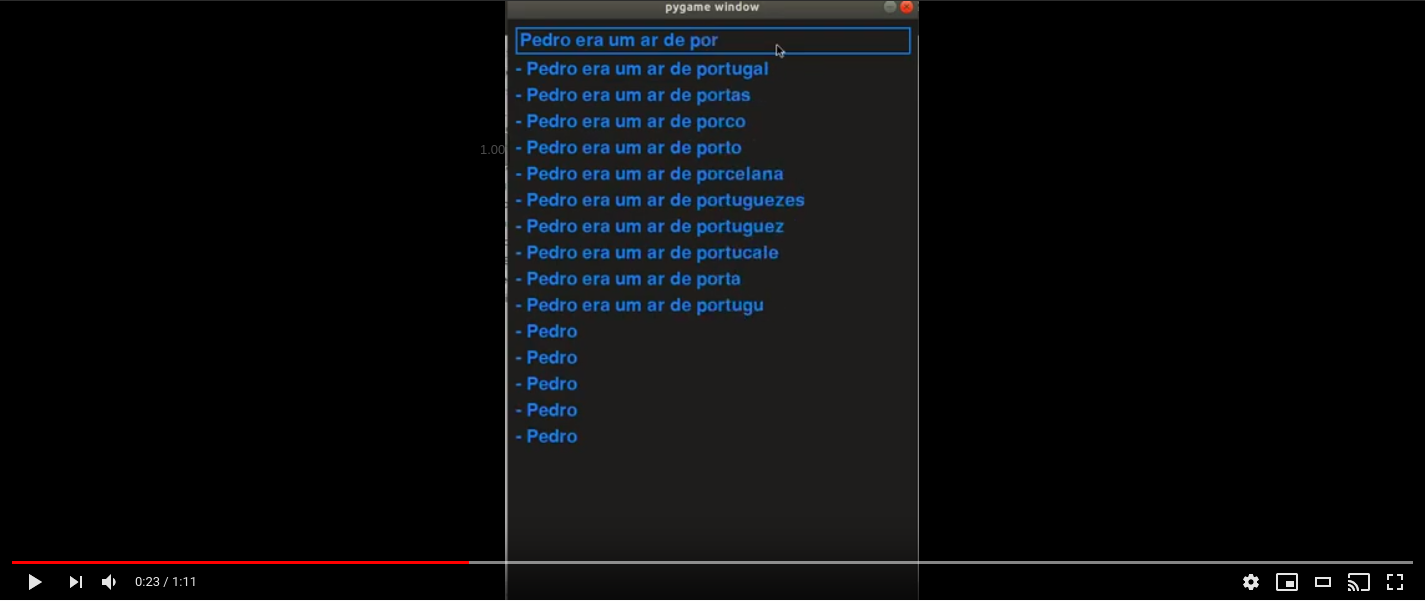 pygame window
Pedro era um ar de por
- Pedro era um ar de portugal
- Pedro era um ar de portas
- Pedro era um ar de porco
1.00
- Pedro era um ar de porto
- Pedro era um ar de porcelana
- Pedro era um ar de portuguezes
- Pedro era um ar de portuguez
- Pedro era um ar de portucale
- Pedro era um ar de porta
- Pedro era um ar de portugu
- Pedro
- Pedro
- Pedro
- Pedro
- Pedro
0:23 / 1:11